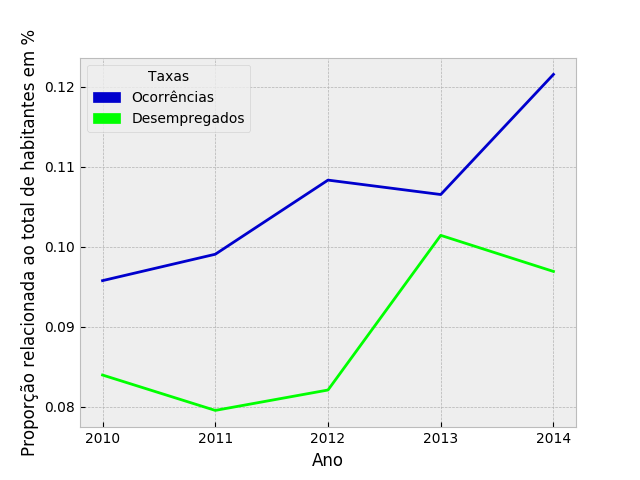 Proporção relacionada ao total de habitantes em %
0.12
0.11
0.10
0.09
0.08
Taxas
Ocorrências
Desempregados
2010 2011 2012 2013 2014
Ano